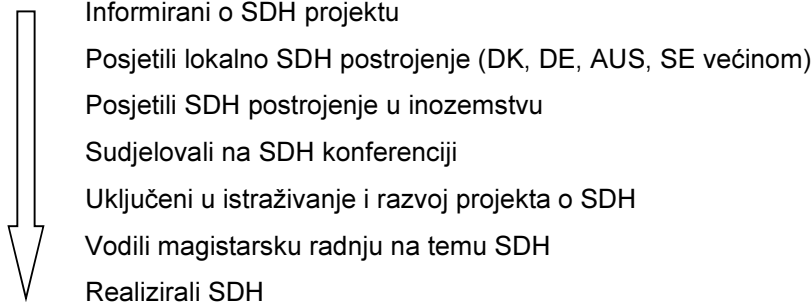 Informirani o SDH projektu
Posjetili lokalno SDH postrojenje (DK, DE, AUS, SE većinom)
Posjetili SDH postrojenje u inozemstvu
Sudjelovali na SDH konferenciji
Uključeni u istraživanje i razvoj projekta o SDH
Vodili magistarsku radnju na temu SDH
Realizirali SDH